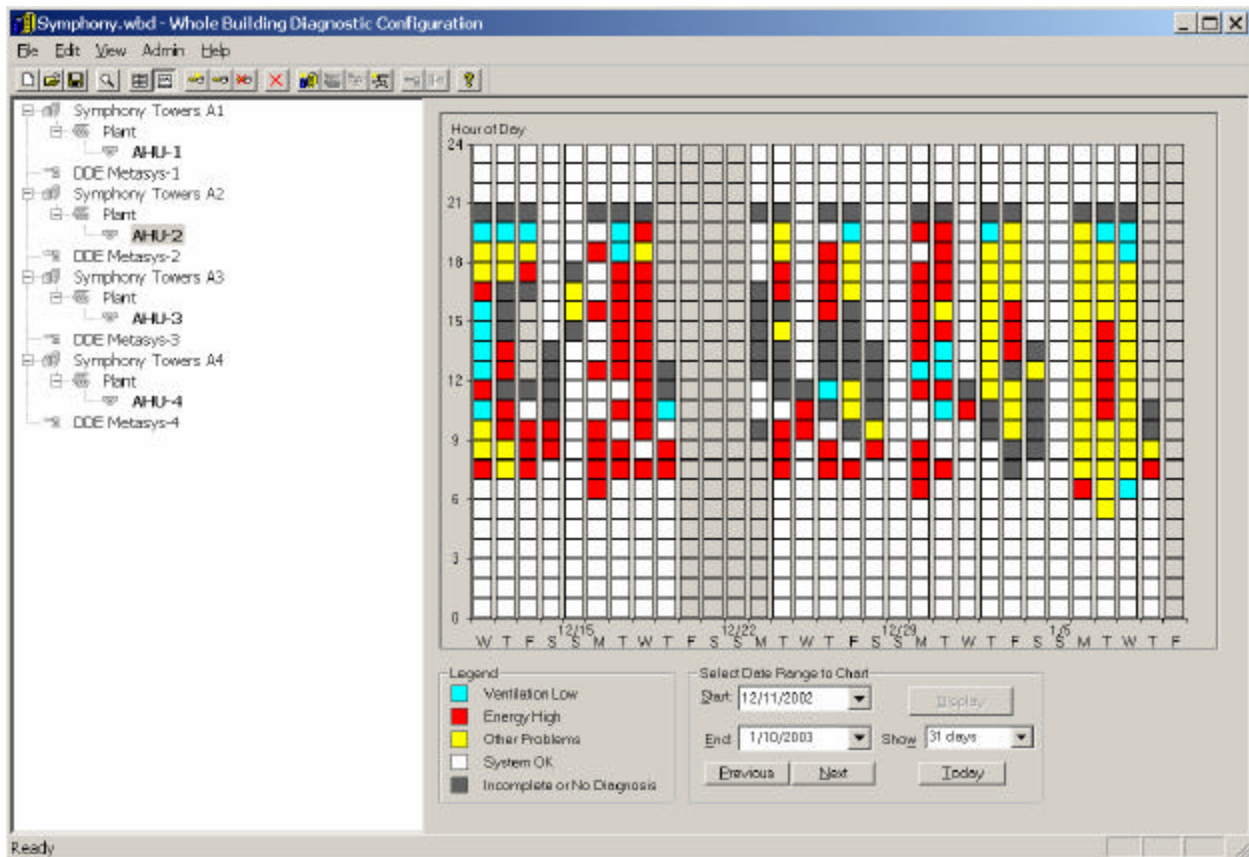 Symphony.wbd - Whole Building Diagnostic Configuration
File Edit View Admin Help
Symphony Towers A1
Plant
AHU-1
DDE Metasys-1
Symphony Towers A2
Plant
AHU-2
DDE Metasys-2
Symphony Towers A3
Plant
AHU-3
DDE Metasys-3
Symphony Towers A4
Plant
AHU-4
DDE Metasys-4
Hour of Day
24
21
18
15
12
9
6
3
0
12/15 12/22 12/29 1/5
W T F S S M T W T F S S M T W T F S S M T W T F S S M T W T F
Legend
Ventilation Low
Energy High
Other Problems
System OK
Incomplete or No Diagnosis
Select Date Range to Chart
Start: 12/11/2002 Display
End: 1/10/2003 Show 31 days
Previous Next Today
Ready